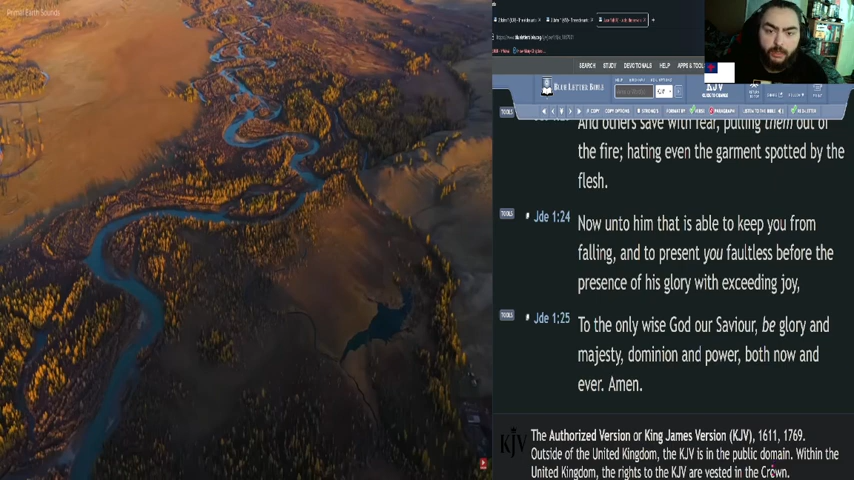 Primal Earth Sounds
SEARCH STUDY DEVOTIONALS HELP APPS & TOOLS
BLUE LETTER BIBLE
KJV
COPY COPY OPTIONS
PARAGRAPH
TOOLS
And others save with fear, pulling them out of
the fire; hating even the garment spotted by the
flesh.
TOOLS Jde 1:24 Now unto him that is able to keep you from
falling, and to present you faultless before the
presence of his glory with exceeding joy,
TOOLS Jde 1:25 To the only wise God our Saviour, be glory and
majesty, dominion and power, both now and
ever. Amen.
KJV
The Authorized Version or King James Version (KJV), 1611, 1769.
Outside of the United Kingdom, the KJV is in the public domain. Within the
United Kingdom, the rights to the KJV are vested in the Crown.